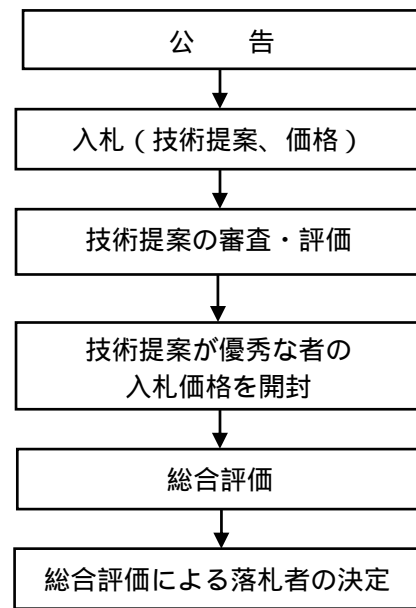 公　　告
入札（技術提案、価格）
技術提案の審査・評価
技術提案が優秀な者の
入札価格を開封
総合評価
総合評価による落札者の決定